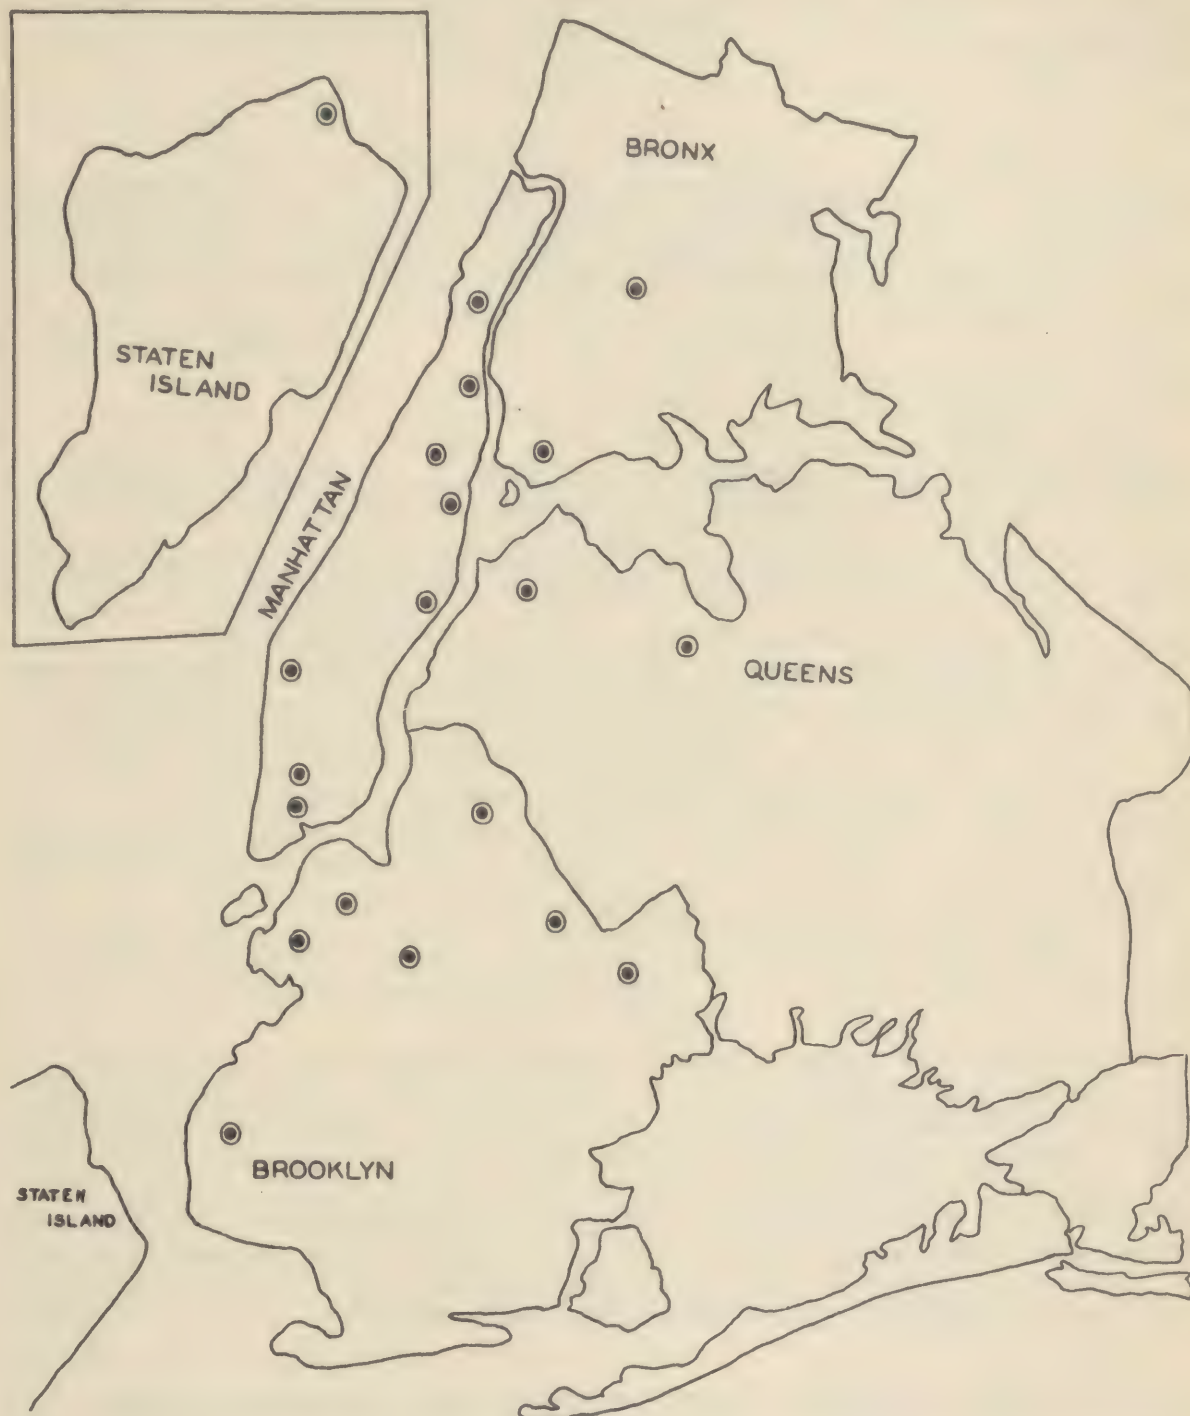 BRONX
STATEN
ISLAND
MANHATTAN
QUEENS
BROOKLYN
STATEN
ISLAND